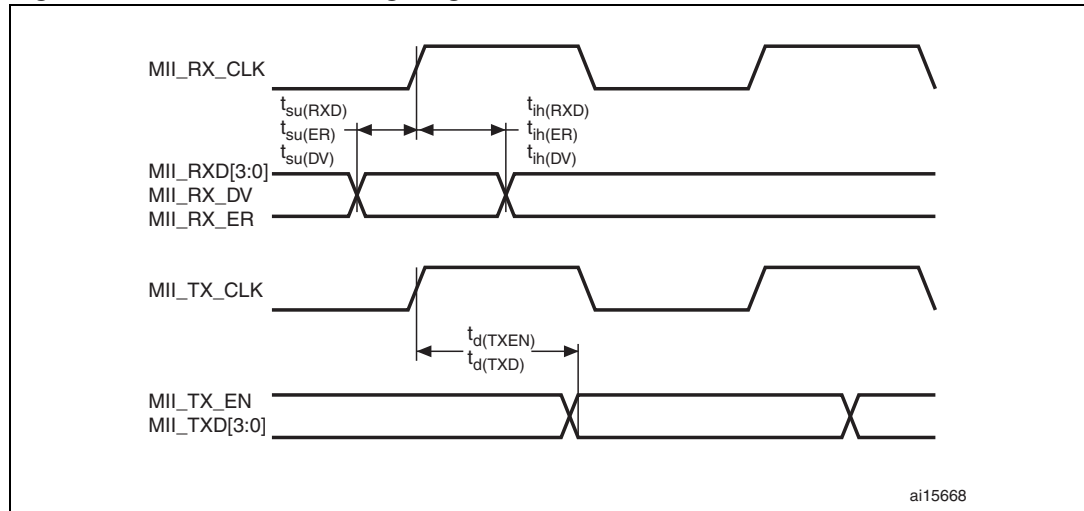 MII_RX_CLK
tsu(RXD)
tsu(ER)
tsu(DV)
tih(RXD)
tih(ER)
tih(DV)
MII_RXD[3:0]
MII_RX_DV
MII_RX_ER
MII_TX_CLK
td(TXEN)
td(TXD)
MII_TX_EN
MII_TXD[3:0]
ai15668